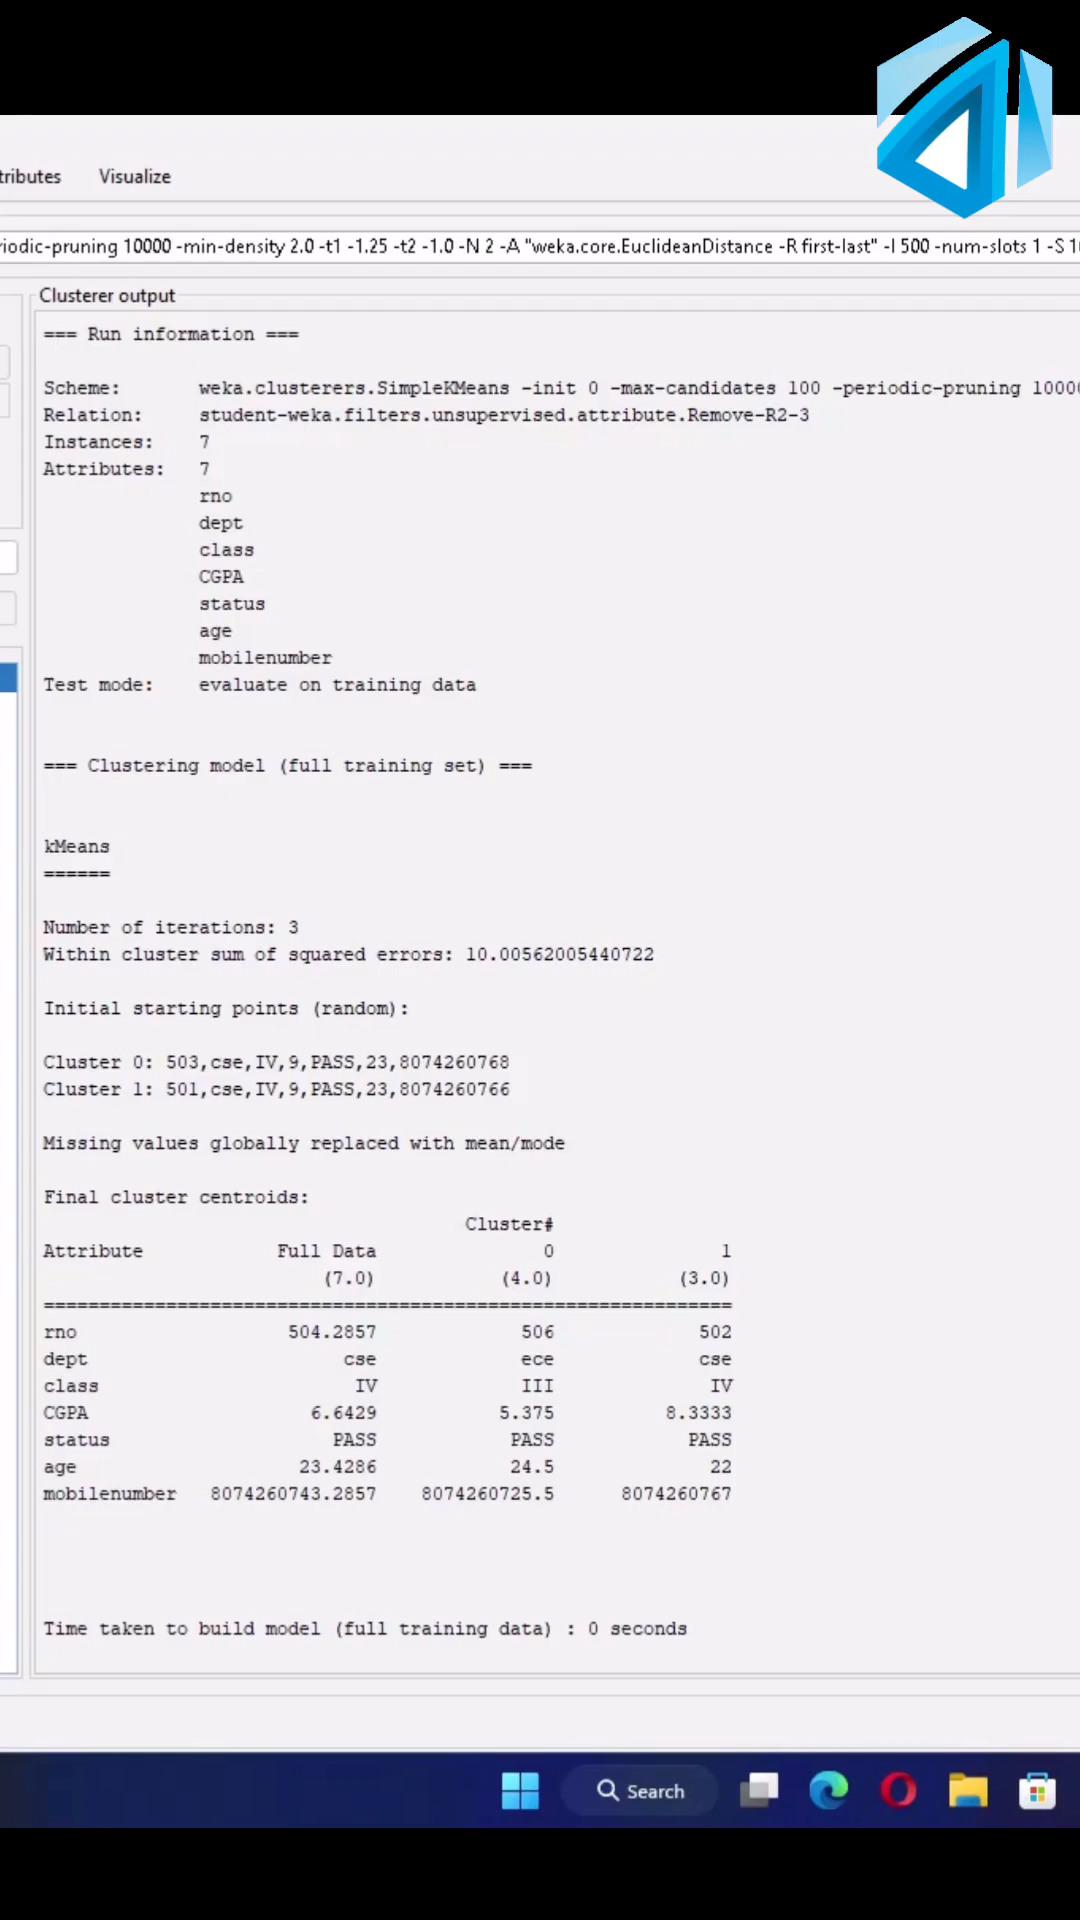 tributes Visualize
riodic-pruning 10000 -min-density 2.0 -t1 -1.25 -t2 -1.0 -N 2 -A "weka.core.EuclideanDistance -R first-last" -I 500 -num-slots 1 -S 10
Clusterer output
=== Run information ===
Scheme: weka.clusterers.SimpleKMeans -init 0 -max-candidates 100 -periodic-pruning 10000
Relation: student-weka.filters.unsupervised.attribute.Remove-R2-3
Instances: 7
Attributes: 7
rno
dept
class
CGPA
status
age
mobilenumber
Test mode: evaluate on training data
=== Clustering model (full training set) ===
kMeans
======
Number of iterations: 3
Within cluster sum of squared errors: 10.00562005440722
Initial starting points (random):
Cluster 0: 503,cse,IV,9,PASS,23,8074260768
Cluster 1: 501,cse,IV,9,PASS,23,8074260766
Missing values globally replaced with mean/mode
Final cluster centroids:
Cluster#
Attribute Full Data 0 1
(7.0) (4.0) (3.0)
==============================================================
rno 504.2857 506 502
dept cse ece cse
class IV III IV
CGPA 6.6429 5.375 8.3333
status PASS PASS PASS
age 23.4286 24.5 22
mobilenumber 8074260743.2857 8074260725.5 8074260767
Time taken to build model (full training data) : 0 seconds
Search